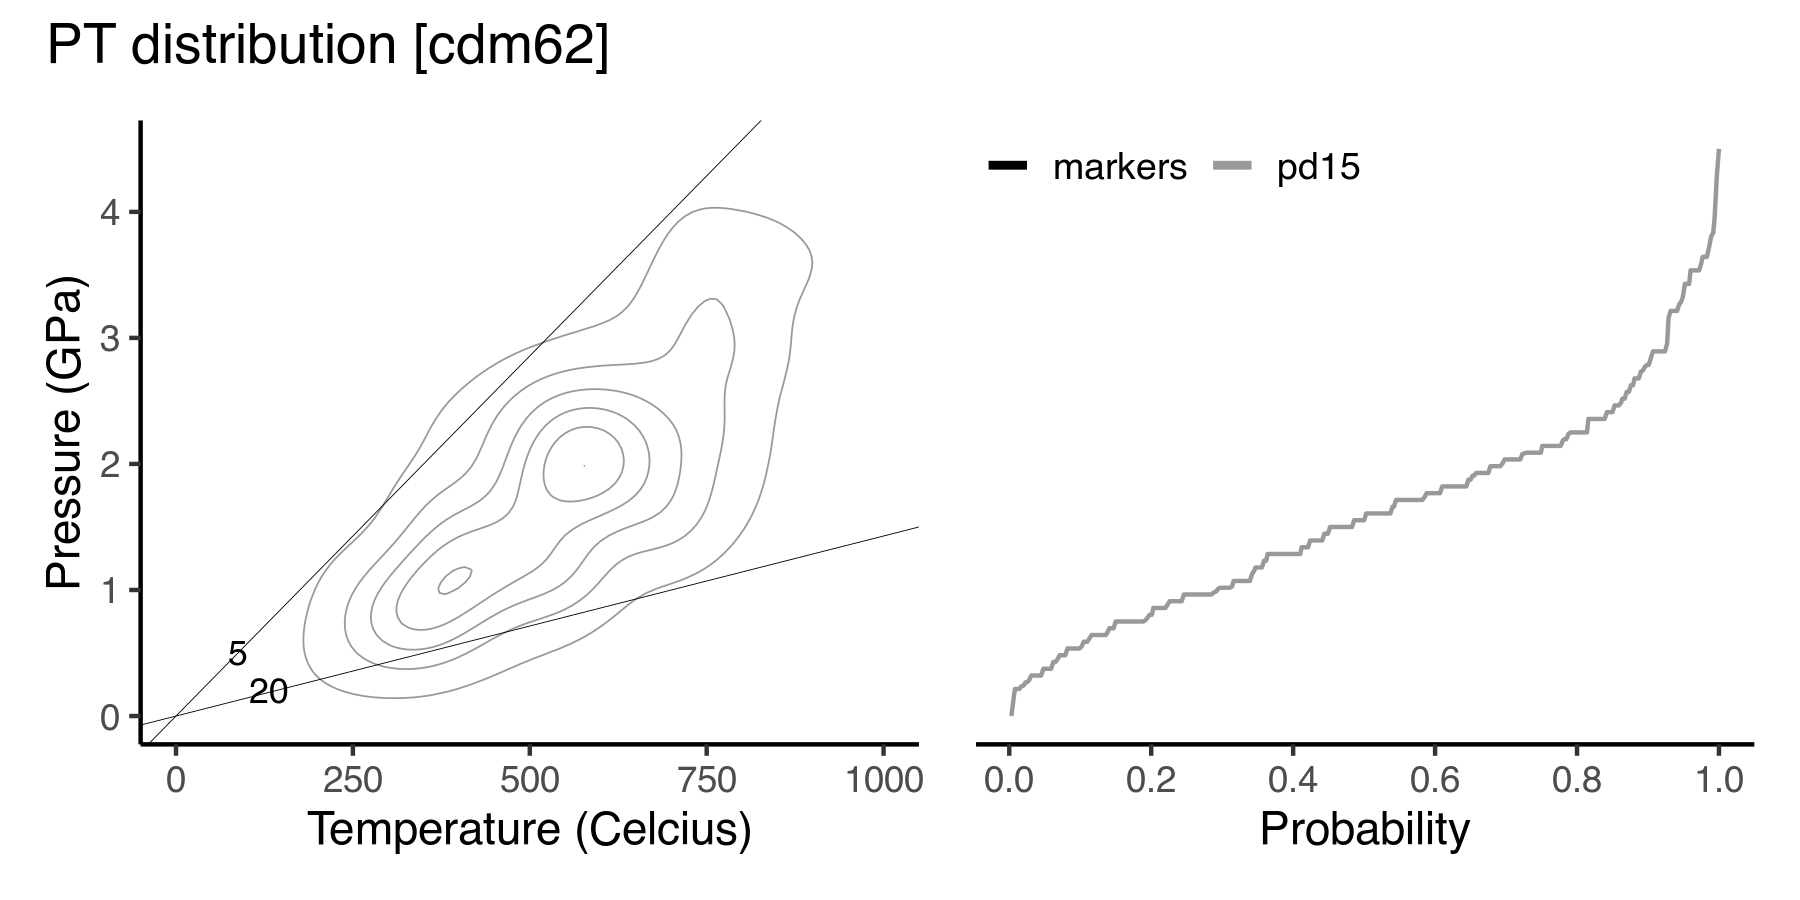 PT distribution [cdm62]
Pressure (GPa)
4
3
2
1
0
5
20
0 250 500 750 1000
Temperature (Celcius)
markers pd15
0.0 0.2 0.4 0.6 0.8 1.0
Probability